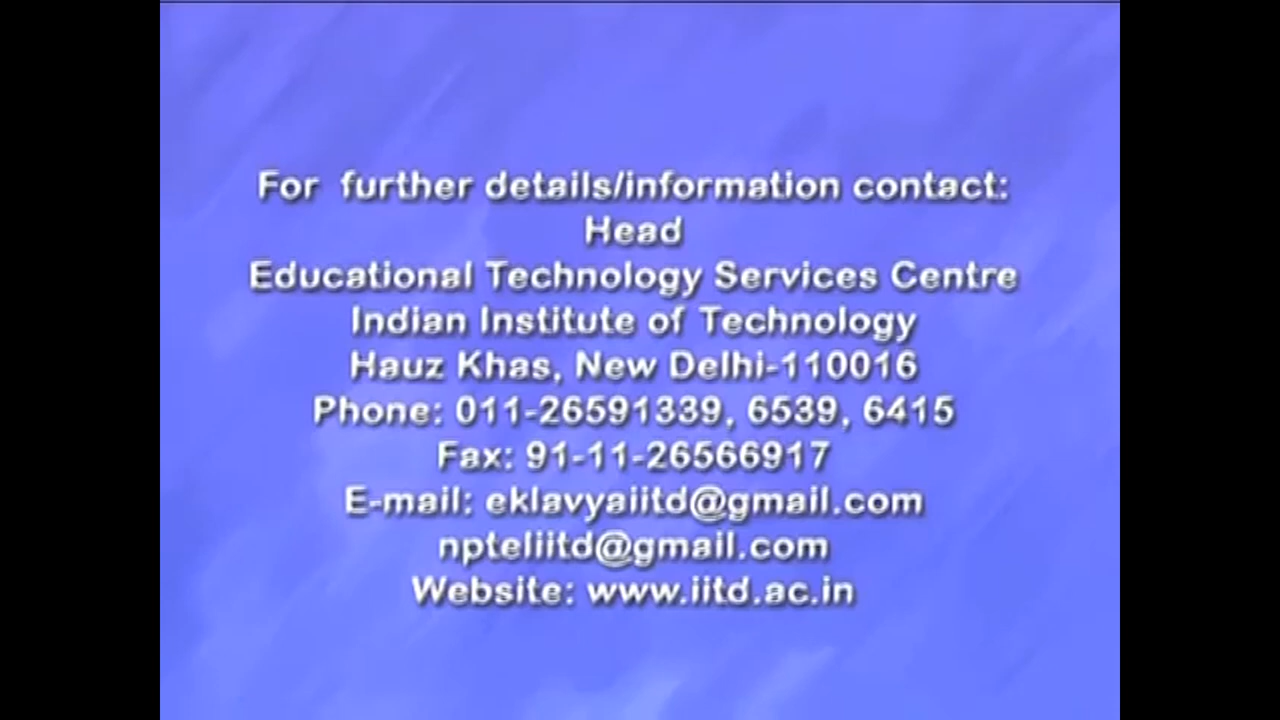 For further details/information contact:
Head
Educational Technology Services Centre
Indian Institute of Technology
Hauz Khas, New Delhi-110016
Phone: 011-26591339, 6539, 6415
Fax: 91-11-26566917
E-mail: eklavyaiitd@gmail.com
npteliitd@gmail.com
Website: www.iitd.ac.in